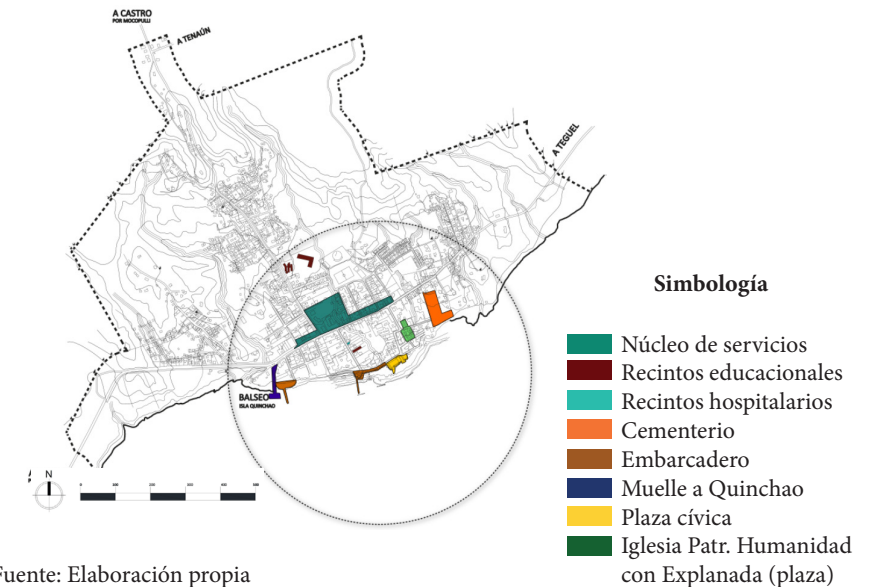 A CASTRO
POR MOCOPULLI
A TENAÚN
A TEGUEL
BALSEO
ISLA QUINCHAO
N
Simbología
Núcleo de servicios
Recintos educacionales
Recintos hospitalarios
Cementerio
Embarcadero
Muelle a Quinchao
Plaza cívica
Iglesia Patr. Humanidad
con Explanada (plaza)
Fuente: Elaboración propia